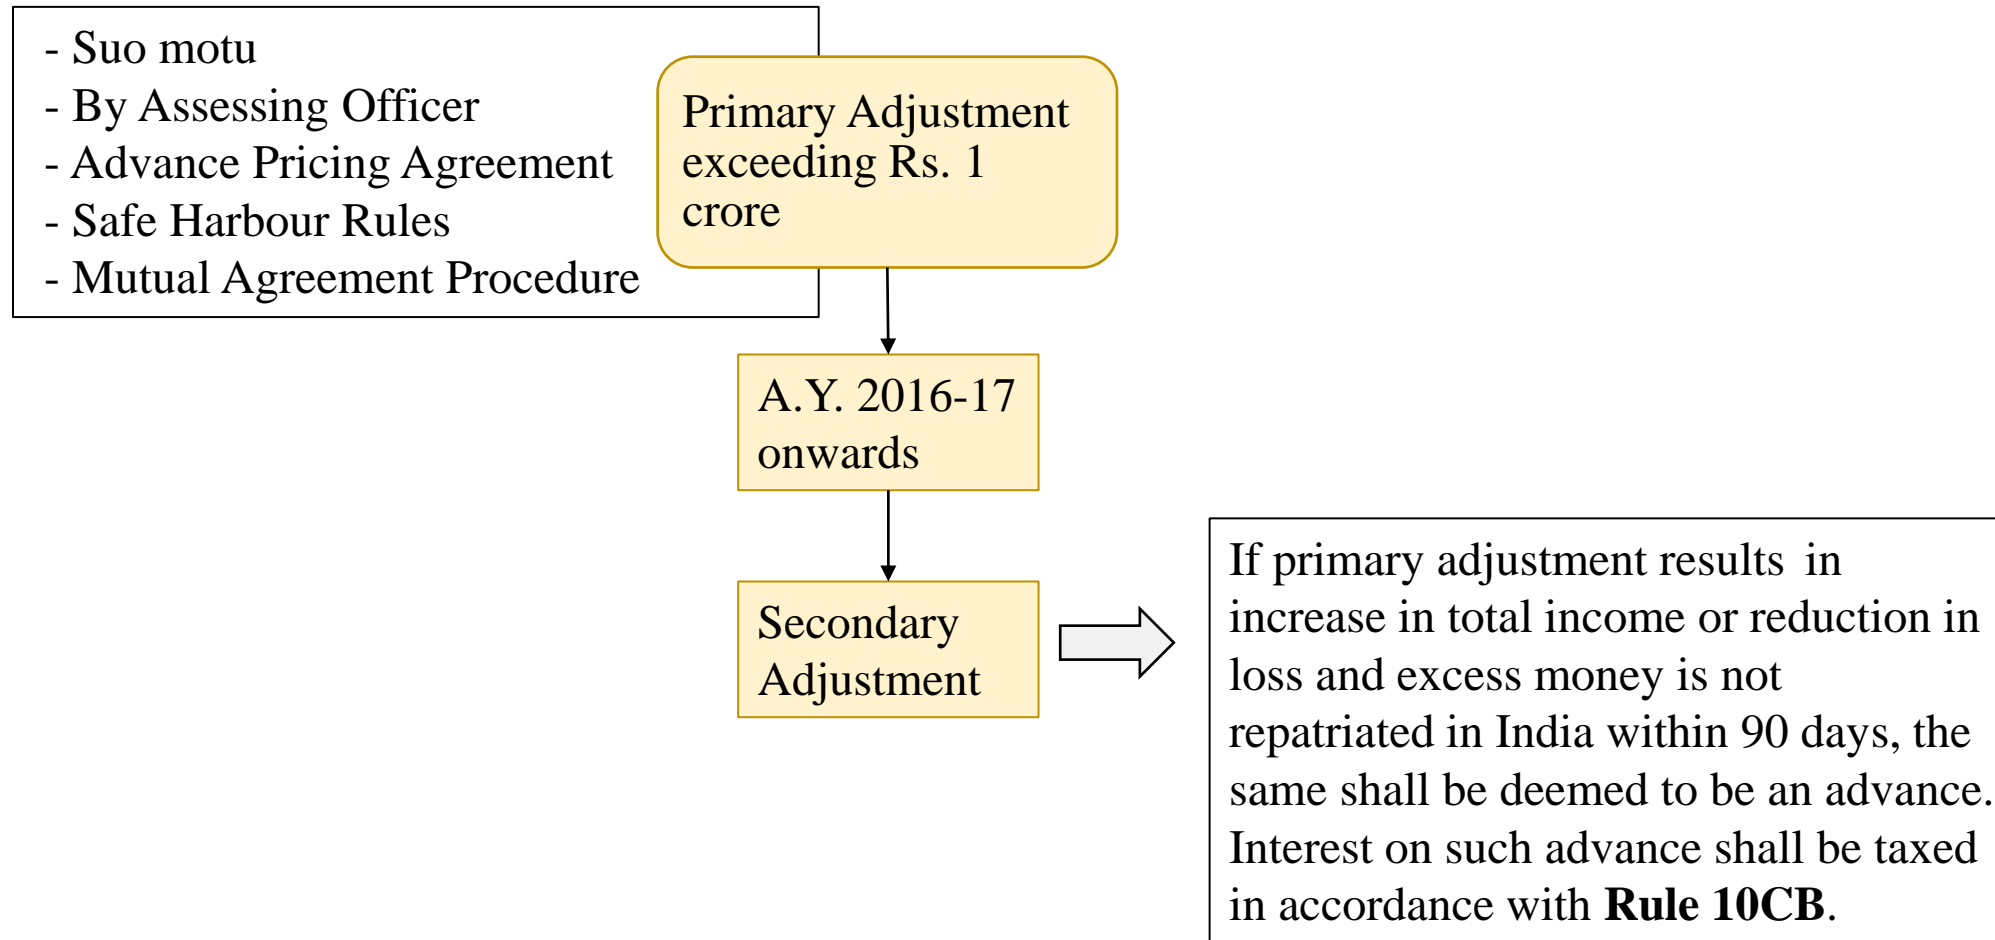 - Suo motu
- By Assessing Officer
- Advance Pricing Agreement
- Safe Harbour Rules
- Mutual Agreement Procedure
Primary Adjustment
exceeding Rs. 1
crore
A.Y. 2016-17
onwards
Secondary
Adjustment
If primary adjustment results in
increase in total income or reduction in
loss and excess money is not
repatriated in India within 90 days, the
same shall be deemed to be an advance.
Interest on such advance shall be taxed
in accordance with Rule 10CB.